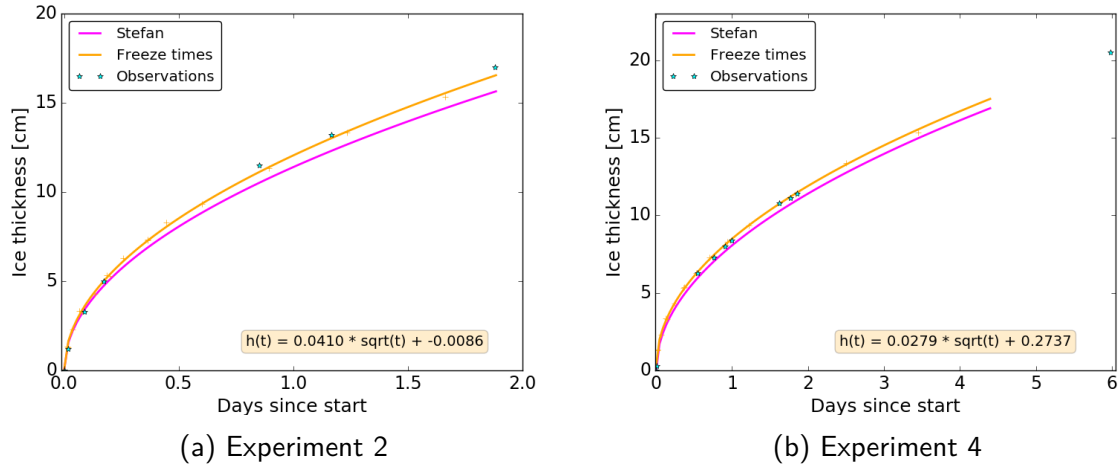 20
15
10
5
0
0.0
0.5
1.0
1.5
2.0
Ice thickness [cm]
Days since start
Stefan
Freeze times
Observations
h(t) = 0.0410 * sqrt(t) + -0.0086
(a) Experiment 2
20
15
10
5
0
0
1
2
3
4
5
6
Ice thickness [cm]
Days since start
Stefan
Freeze times
Observations
h(t) = 0.0279 * sqrt(t) + 0.2737
(b) Experiment 4